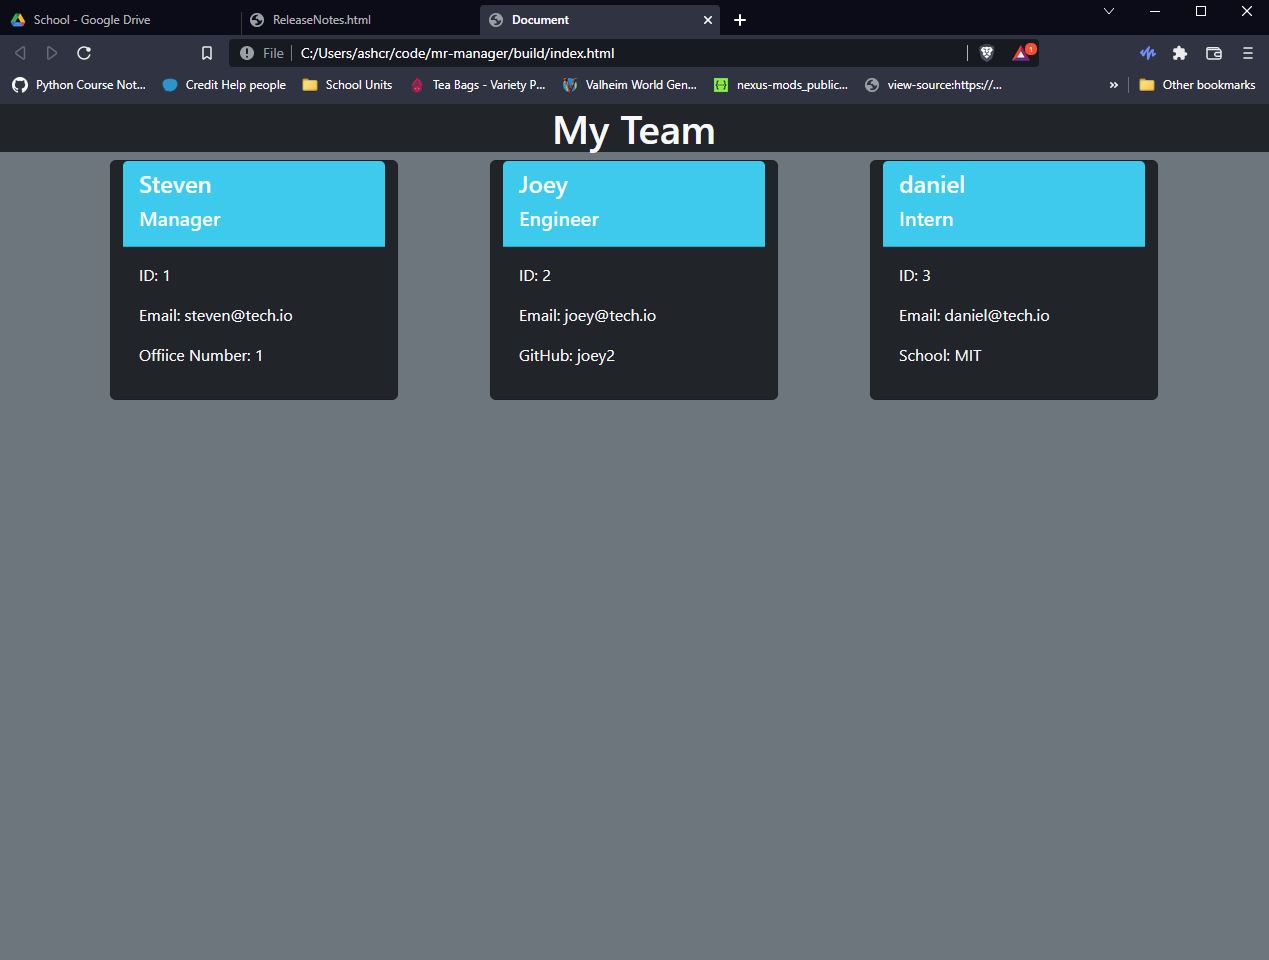 School - Google Drive
ReleaseNotes.html
Document
File
C:/Users/ashcr/code/mr-manager/build/index.html
1
Python Course Not...
Credit Help people
School Units
Tea Bags - Variety P...
Valheim World Gen...
nexus-mods_public...
view-source:https://...
»
Other bookmarks
My Team
Steven
Manager
ID: 1
Email: steven@tech.io
Offiice Number: 1
Joey
Engineer
ID: 2
Email: joey@tech.io
GitHub: joey2
daniel
Intern
ID: 3
Email: daniel@tech.io
School: MIT